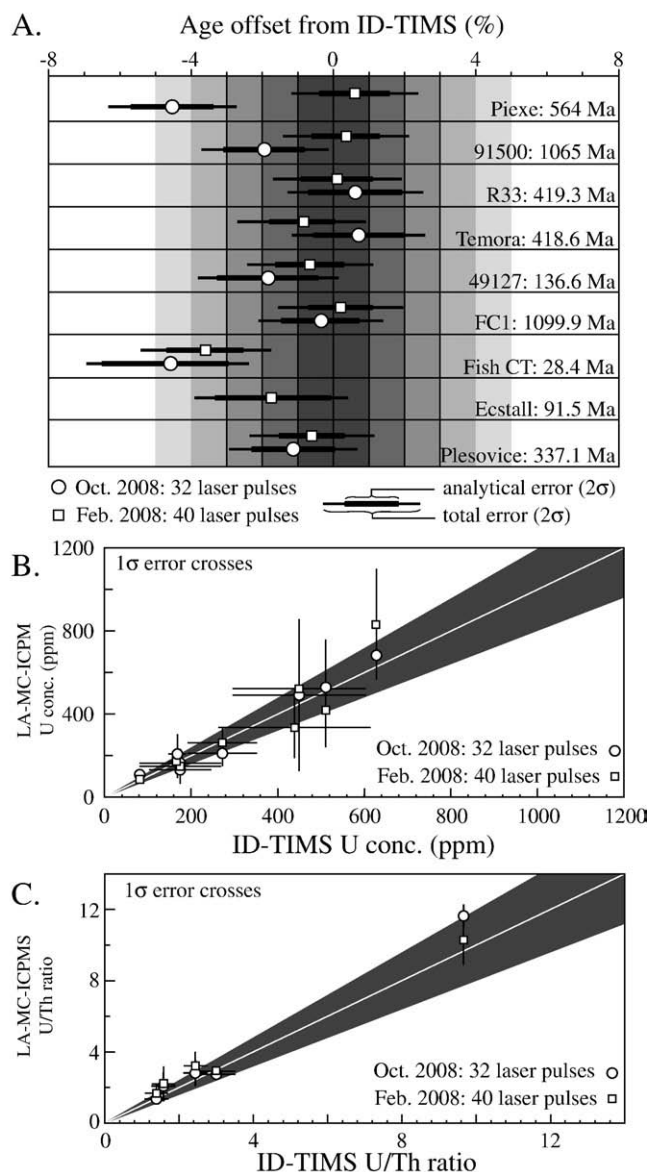 A.
Age offset from ID-TIMS (%)
-8 -4 0 4 8
Piexe: 564 Ma
91500: 1065 Ma
R33: 419.3 Ma
Temora: 418.6 Ma
49127: 136.6 Ma
FC1: 1099.9 Ma
Fish CT: 28.4 Ma
Ecstall: 91.5 Ma
Plesovice: 337.1 Ma
Oct. 2008: 32 laser pulses
Feb. 2008: 40 laser pulses
analytical error (2σ)
total error (2σ)
B.
1σ error crosses
LA-MC-ICPM
U conc. (ppm)
1200
800
400
0
Oct. 2008: 32 laser pulses
Feb. 2008: 40 laser pulses
0 200 400 600 800 1000 1200
ID-TIMS U conc. (ppm)
C.
1σ error crosses
LA-MC-ICPMS
U/Th ratio
12
8
4
0
Oct. 2008: 32 laser pulses
Feb. 2008: 40 laser pulses
0 4 8 12
ID-TIMS U/Th ratio